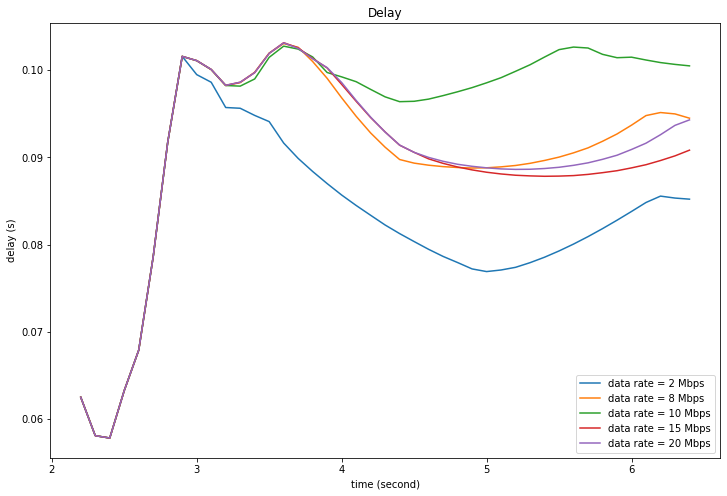 Delay
delay (s)
0.10
0.09
0.08
0.07
0.06
2
3
4
5
6
time (second)
data rate = 2 Mbps
data rate = 8 Mbps
data rate = 10 Mbps
data rate = 15 Mbps
data rate = 20 Mbps